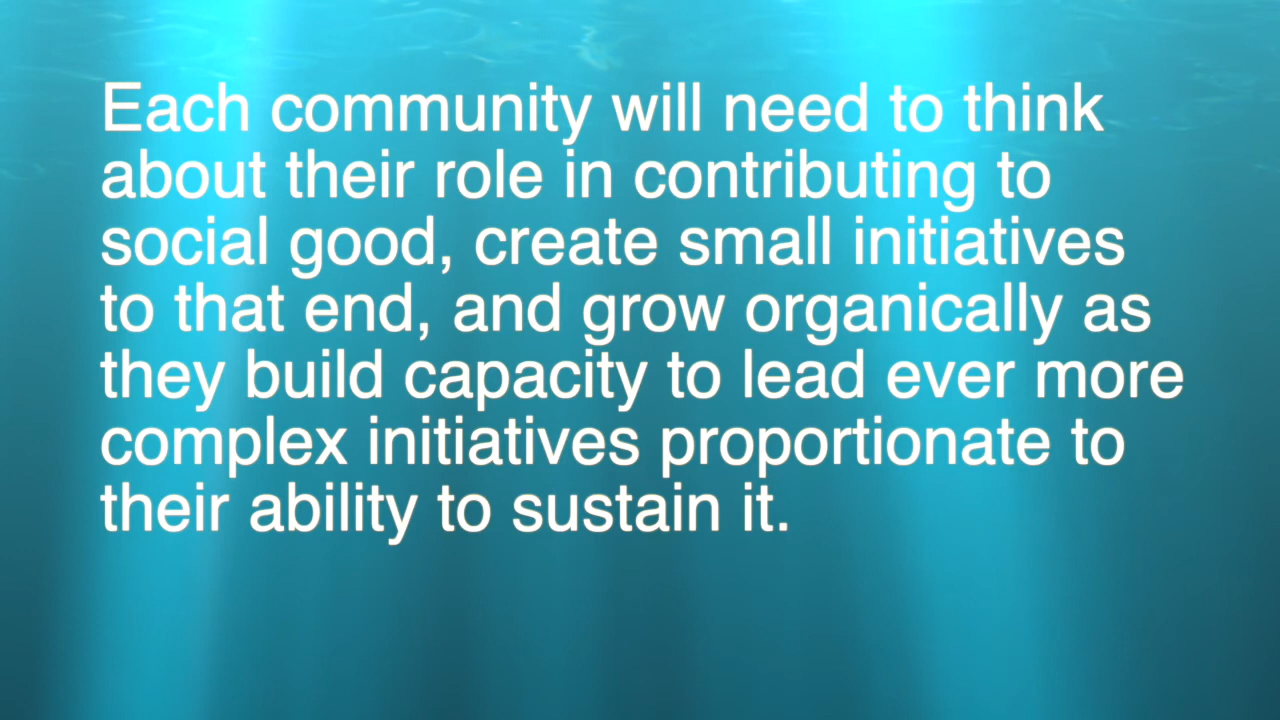 Each community will need to think
about their role in contributing to
social good, create small initiatives
to that end, and grow organically as
they build capacity to lead ever more
complex initiatives proportionate to
their ability to sustain it.